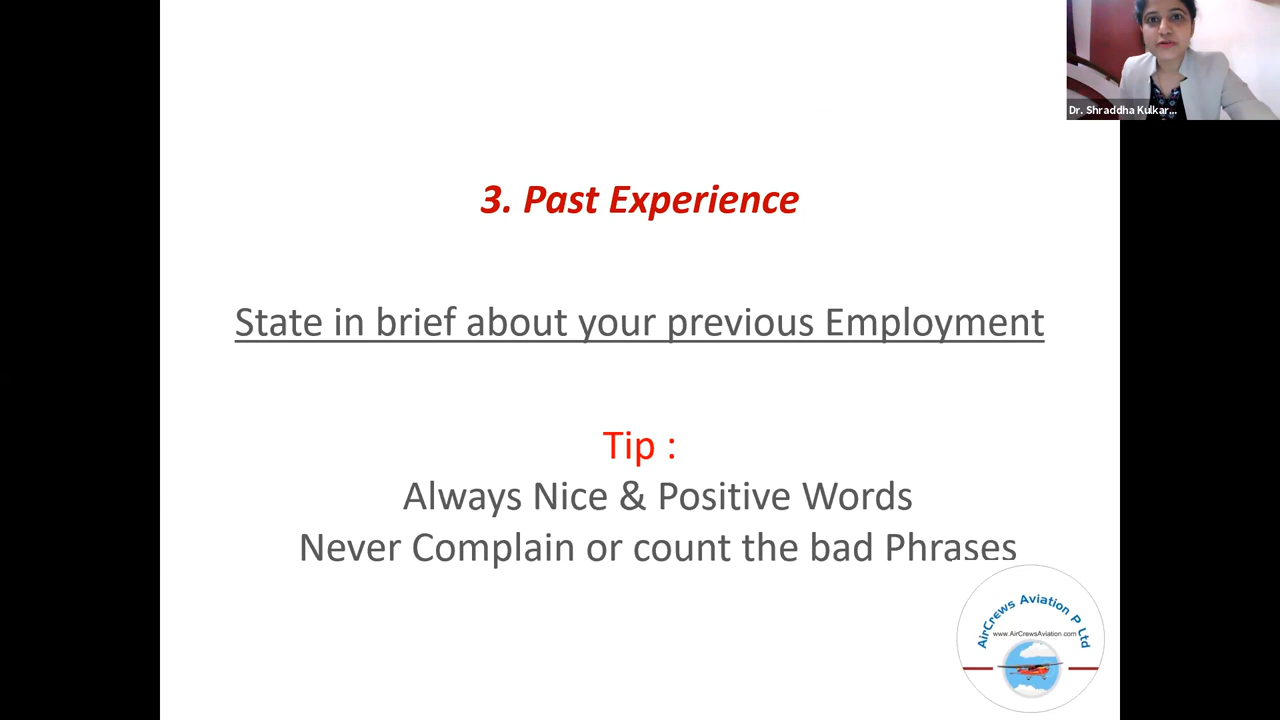 Dr. Shraddha Kulkar...
3. Past Experience
State in brief about your previous Employment
Tip :
Always Nice & Positive Words
Never Complain or count the bad Phrases
AirCrews Aviation P Ltd
www.AirCrewsAviation.com